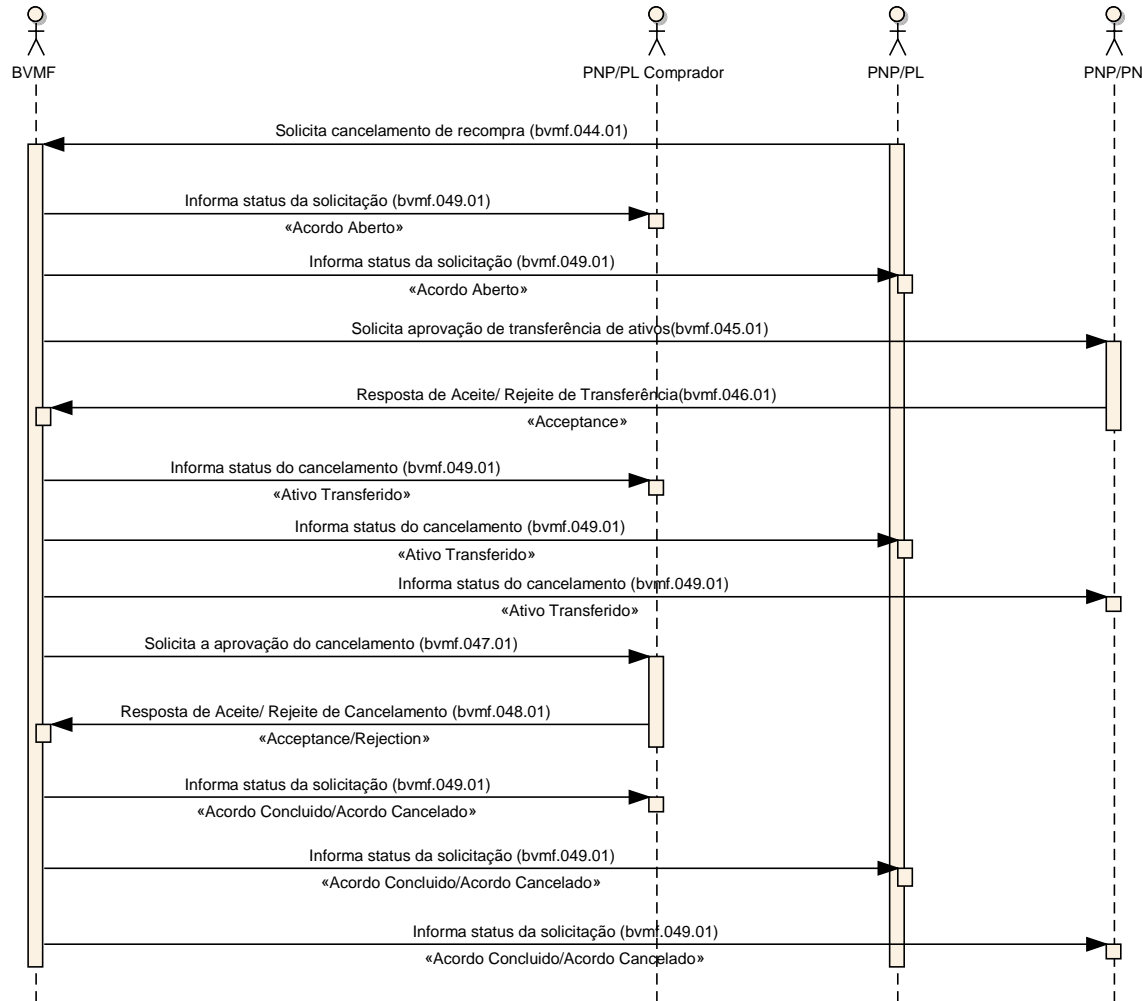 BVMF
PNP/PL Comprador
PNP/PL
PNP/PN
Solicita cancelamento de recompra (bvmf.044.01)
Informa status da solicitação (bvmf.049.01)
«Acordo Aberto»
Informa status da solicitação (bvmf.049.01)
«Acordo Aberto»
Solicita aprovação de transferência de ativos(bvmf.045.01)
Resposta de Aceite/ Rejeite de Transferência(bvmf.046.01)
«Acceptance»
Informa status do cancelamento (bvmf.049.01)
«Ativo Transferido»
Informa status do cancelamento (bvmf.049.01)
«Ativo Transferido»
Informa status do cancelamento (bvmf.049.01)
«Ativo Transferido»
Solicita a aprovação do cancelamento (bvmf.047.01)
Resposta de Aceite/ Rejeite de Cancelamento (bvmf.048.01)
«Acceptance/Rejection»
Informa status da solicitação (bvmf.049.01)
«Acordo Concluido/Acordo Cancelado»
Informa status da solicitação (bvmf.049.01)
«Acordo Concluido/Acordo Cancelado»
Informa status da solicitação (bvmf.049.01)
«Acordo Concluido/Acordo Cancelado»